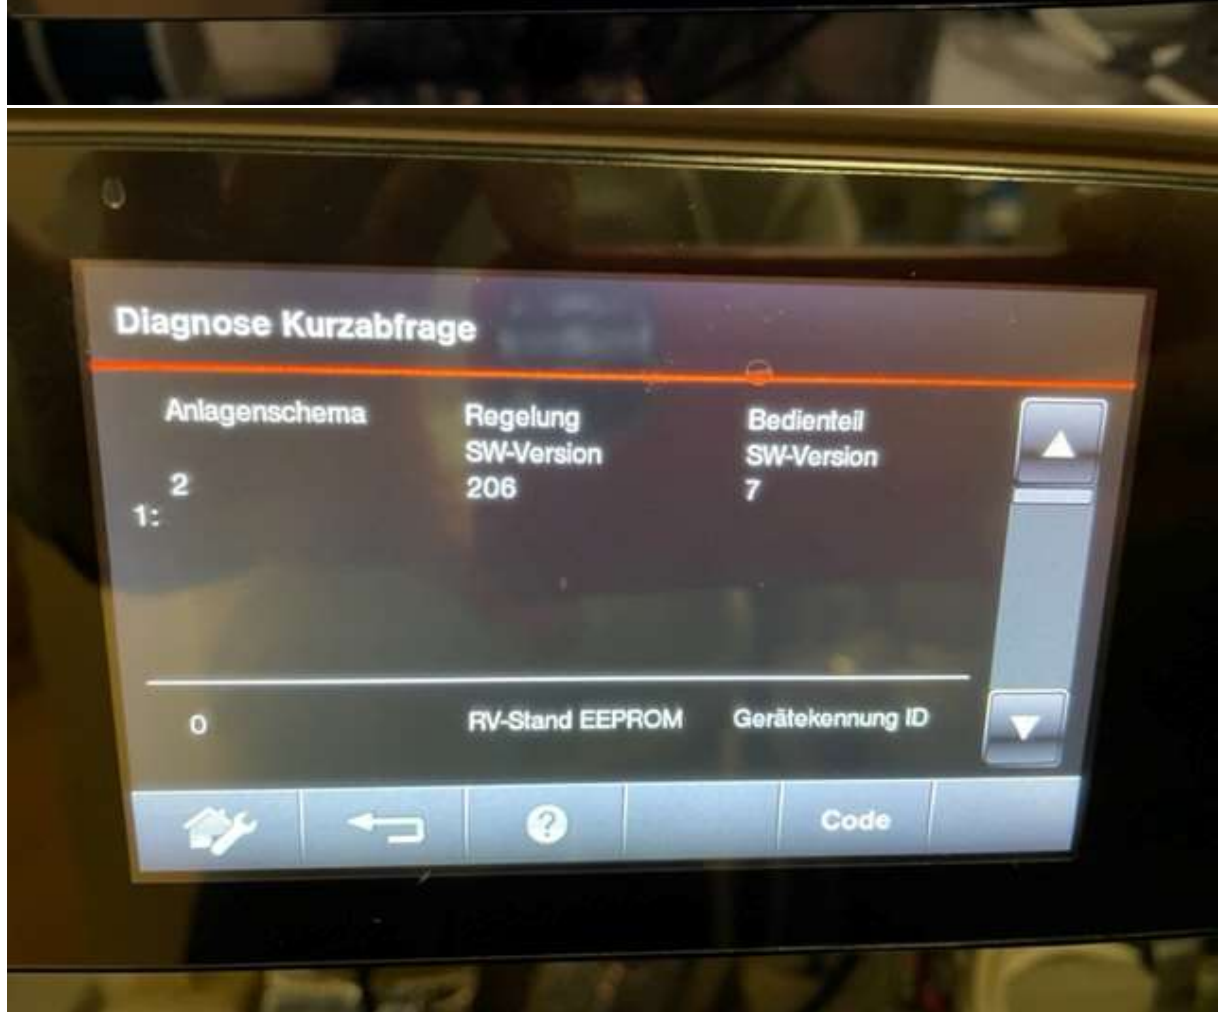 Diagnose Kurzabfrage
Anlagenschema
Regelung
SW-Version
Bedienteil
SW-Version
1:
2
206
7
0
RV-Stand EEPROM
Gerätekennung ID
Code